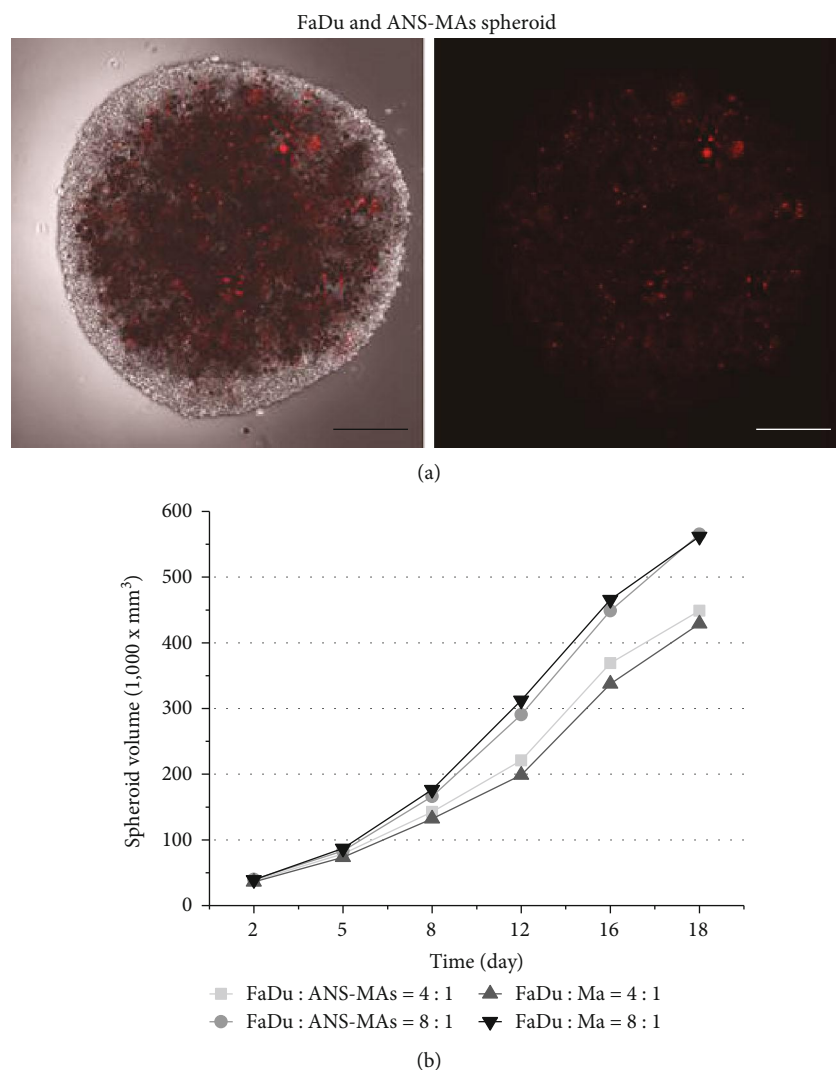 FaDu and ANS-MAs spheroid
(a)
600
500
400
300
200
100
0
Spheroid volume (1,000 x mm³)
2 5 8 12 16 18
Time (day)
FaDu : ANS-MAs = 4 : 1 FaDu : Ma = 4 : 1
FaDu : ANS-MAs = 8 : 1 FaDu : Ma = 8 : 1
(b)